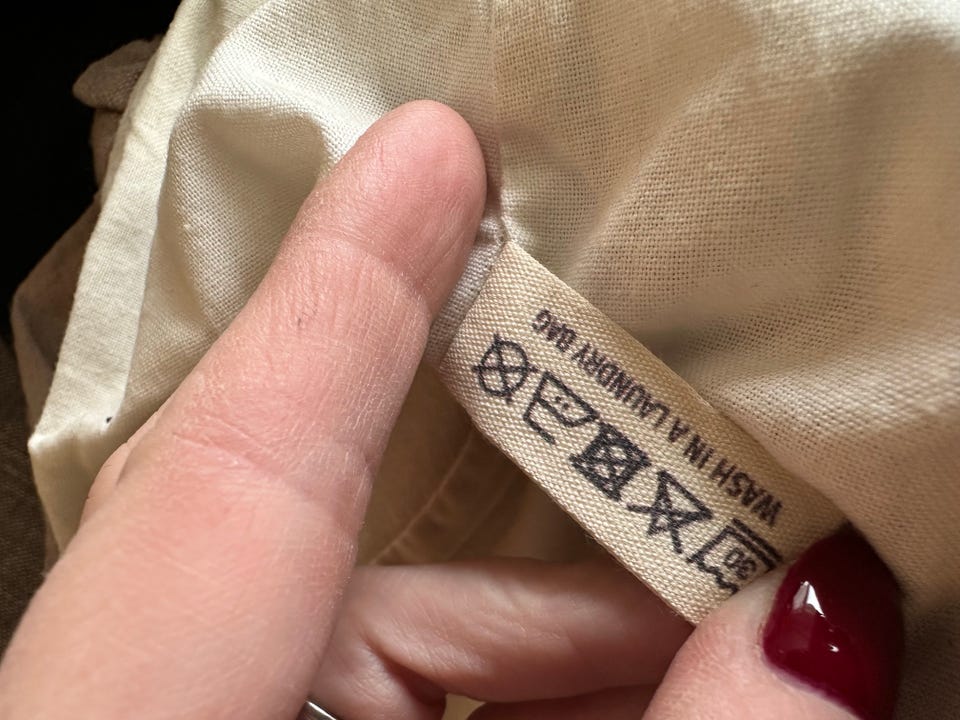 WASH IN A LAUNDRY BAG
30